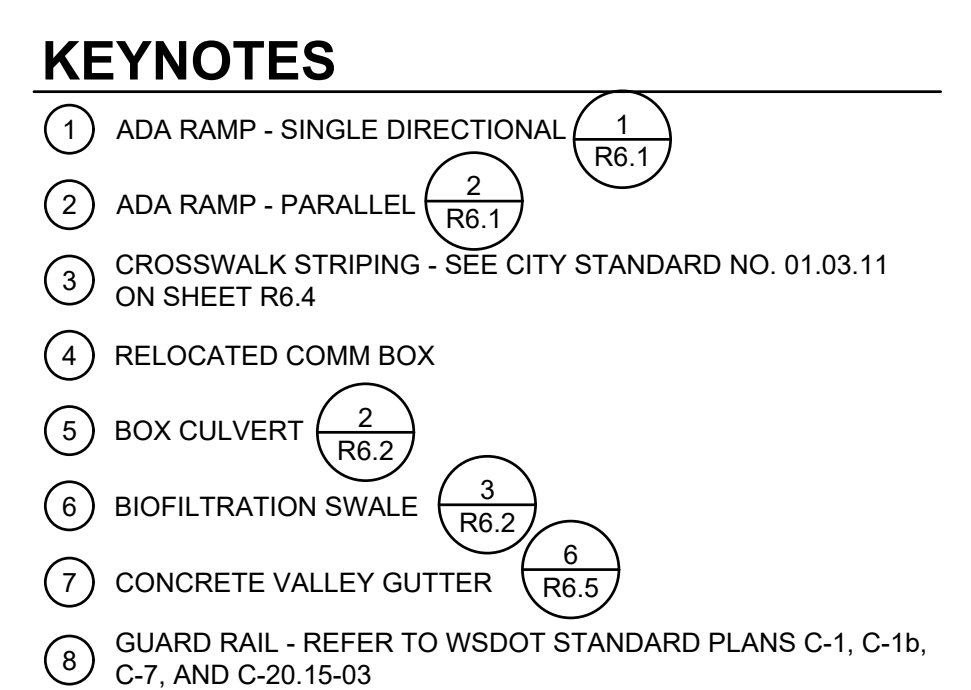 KEYNOTES
1 ADA RAMP - SINGLE DIRECTIONAL 1
R6.1
2 ADA RAMP - PARALLEL 2
R6.1
3 CROSSWALK STRIPING - SEE CITY STANDARD NO. 01.03.11
ON SHEET R6.4
4 RELOCATED COMM BOX
5 BOX CULVERT 2
R6.2
6 BIOFILTRATION SWALE 3
R6.2
7 CONCRETE VALLEY GUTTER 6
R6.5
8 GUARD RAIL - REFER TO WSDOT STANDARD PLANS C-1, C-1b,
C-7, AND C-20.15-03